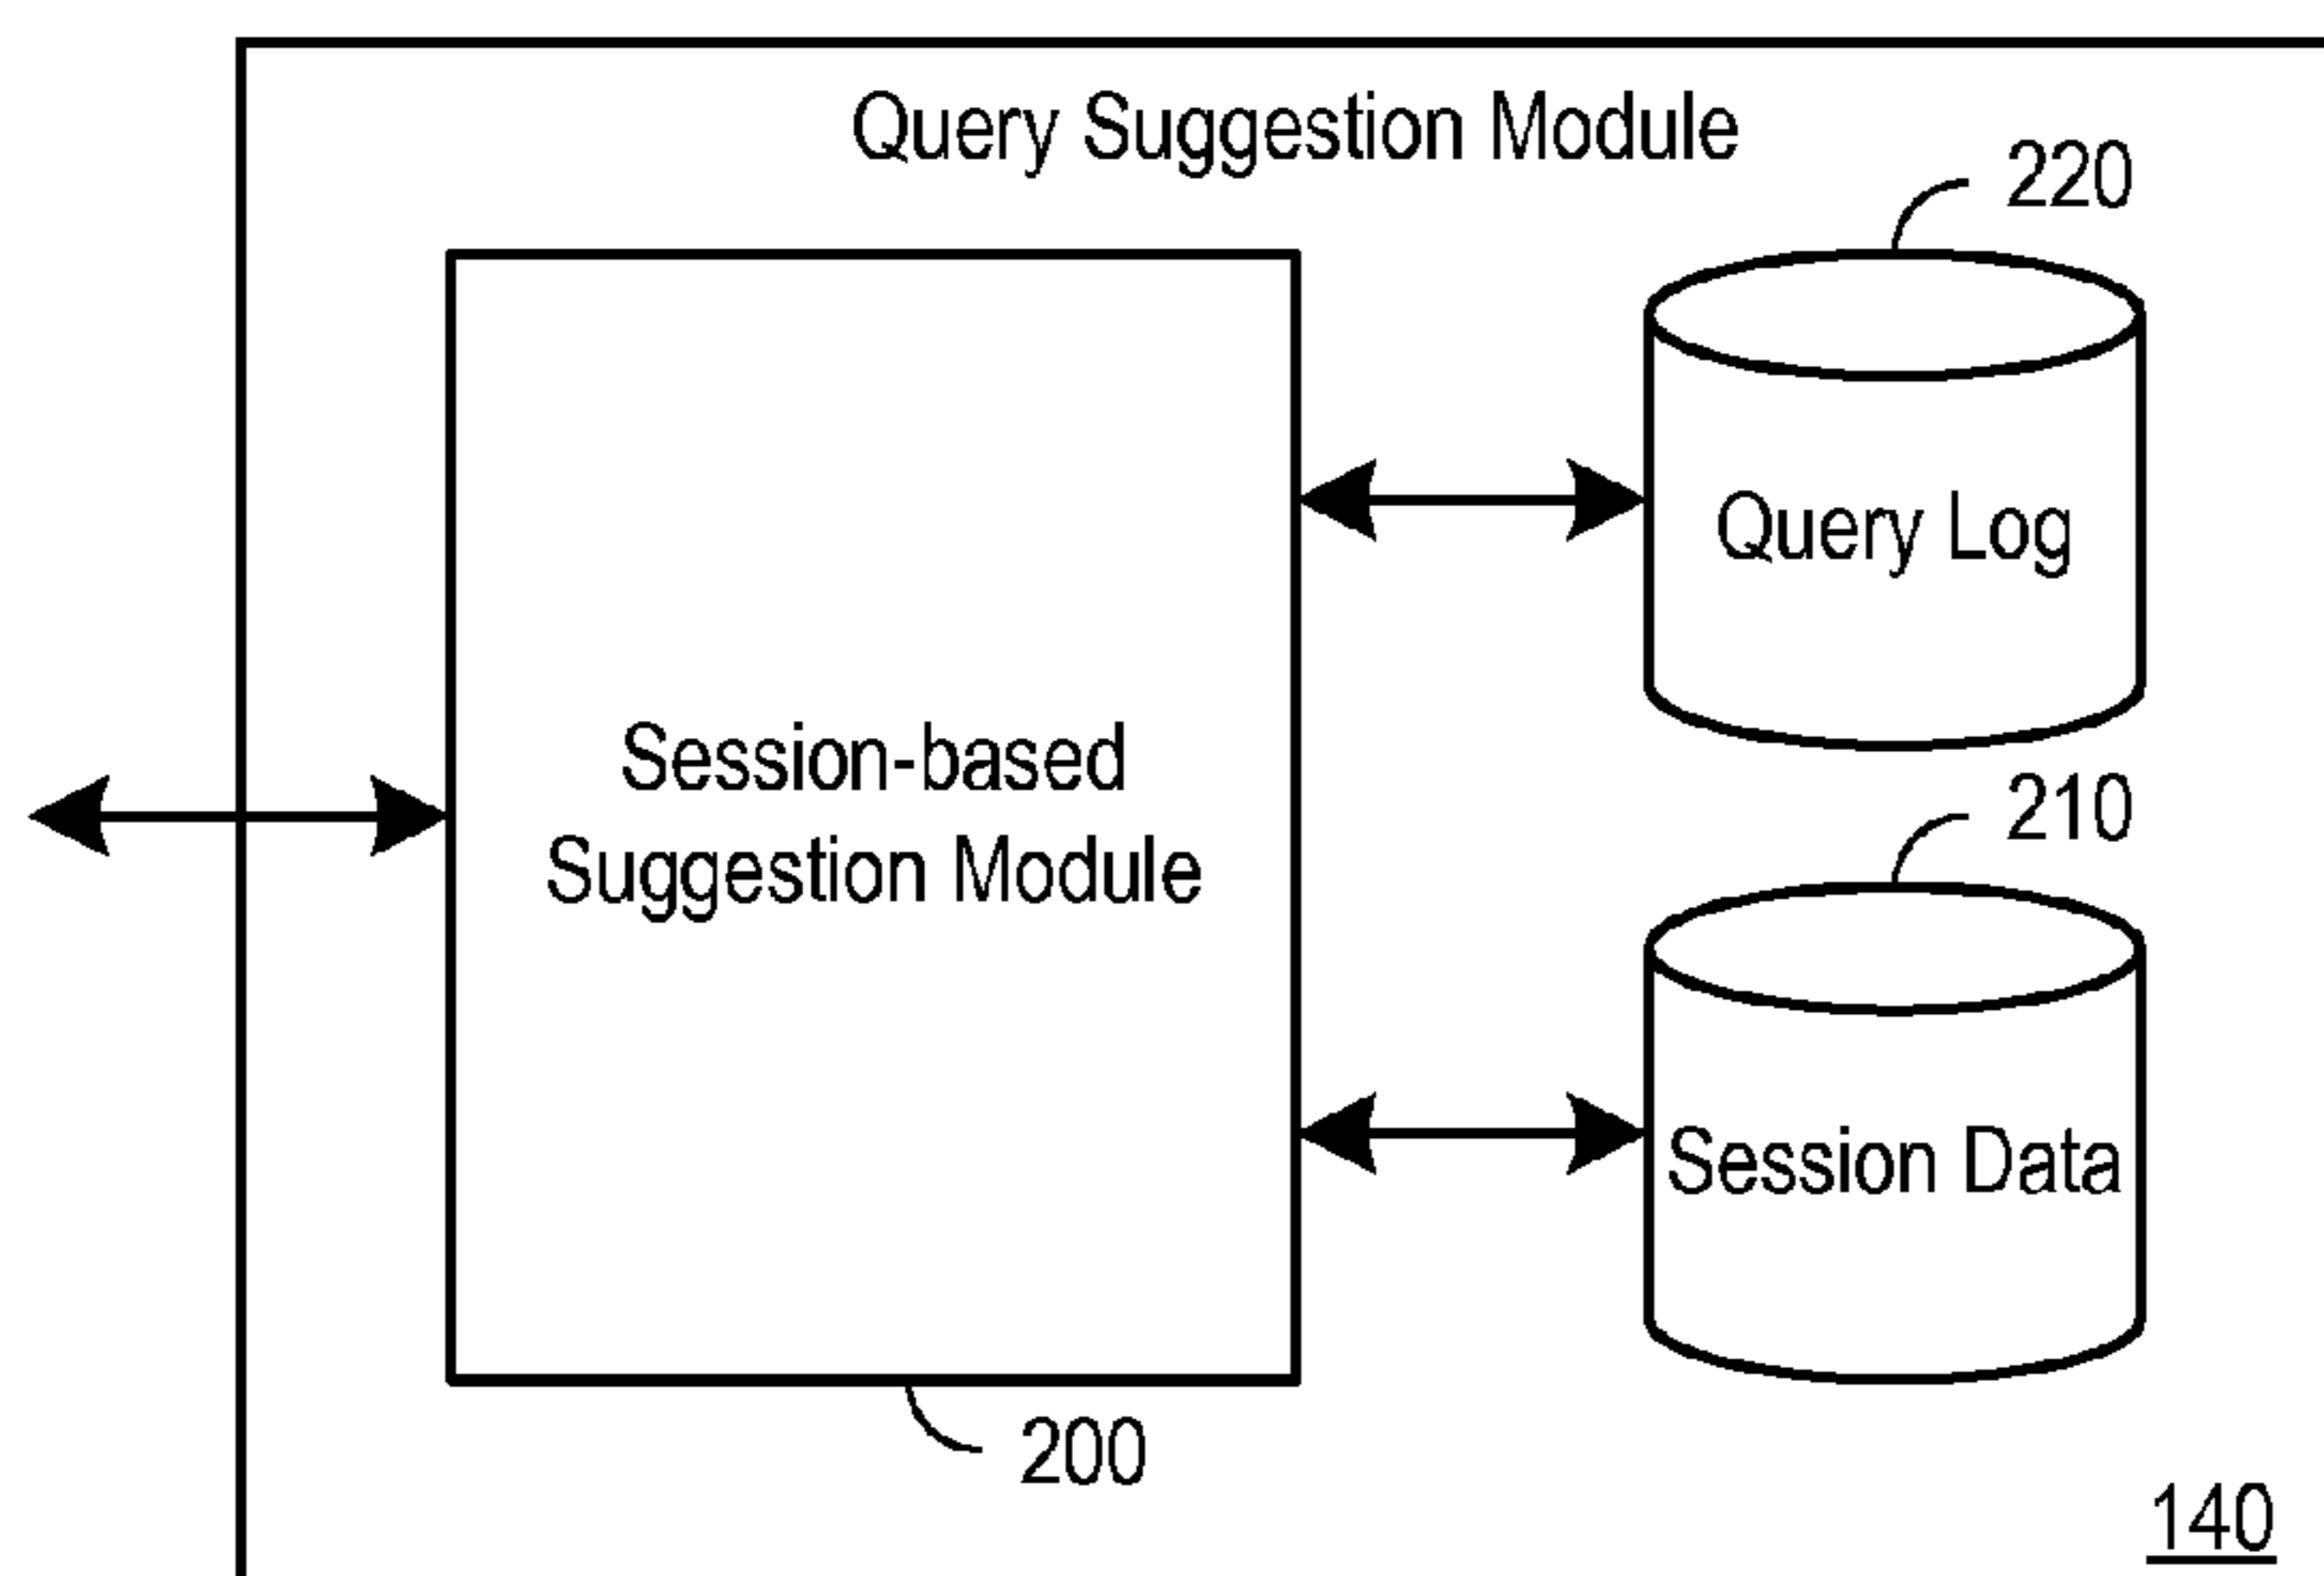 Query Suggestion Module
220
Query Log
Session-based
Suggestion Module
210
Session Data
200
140